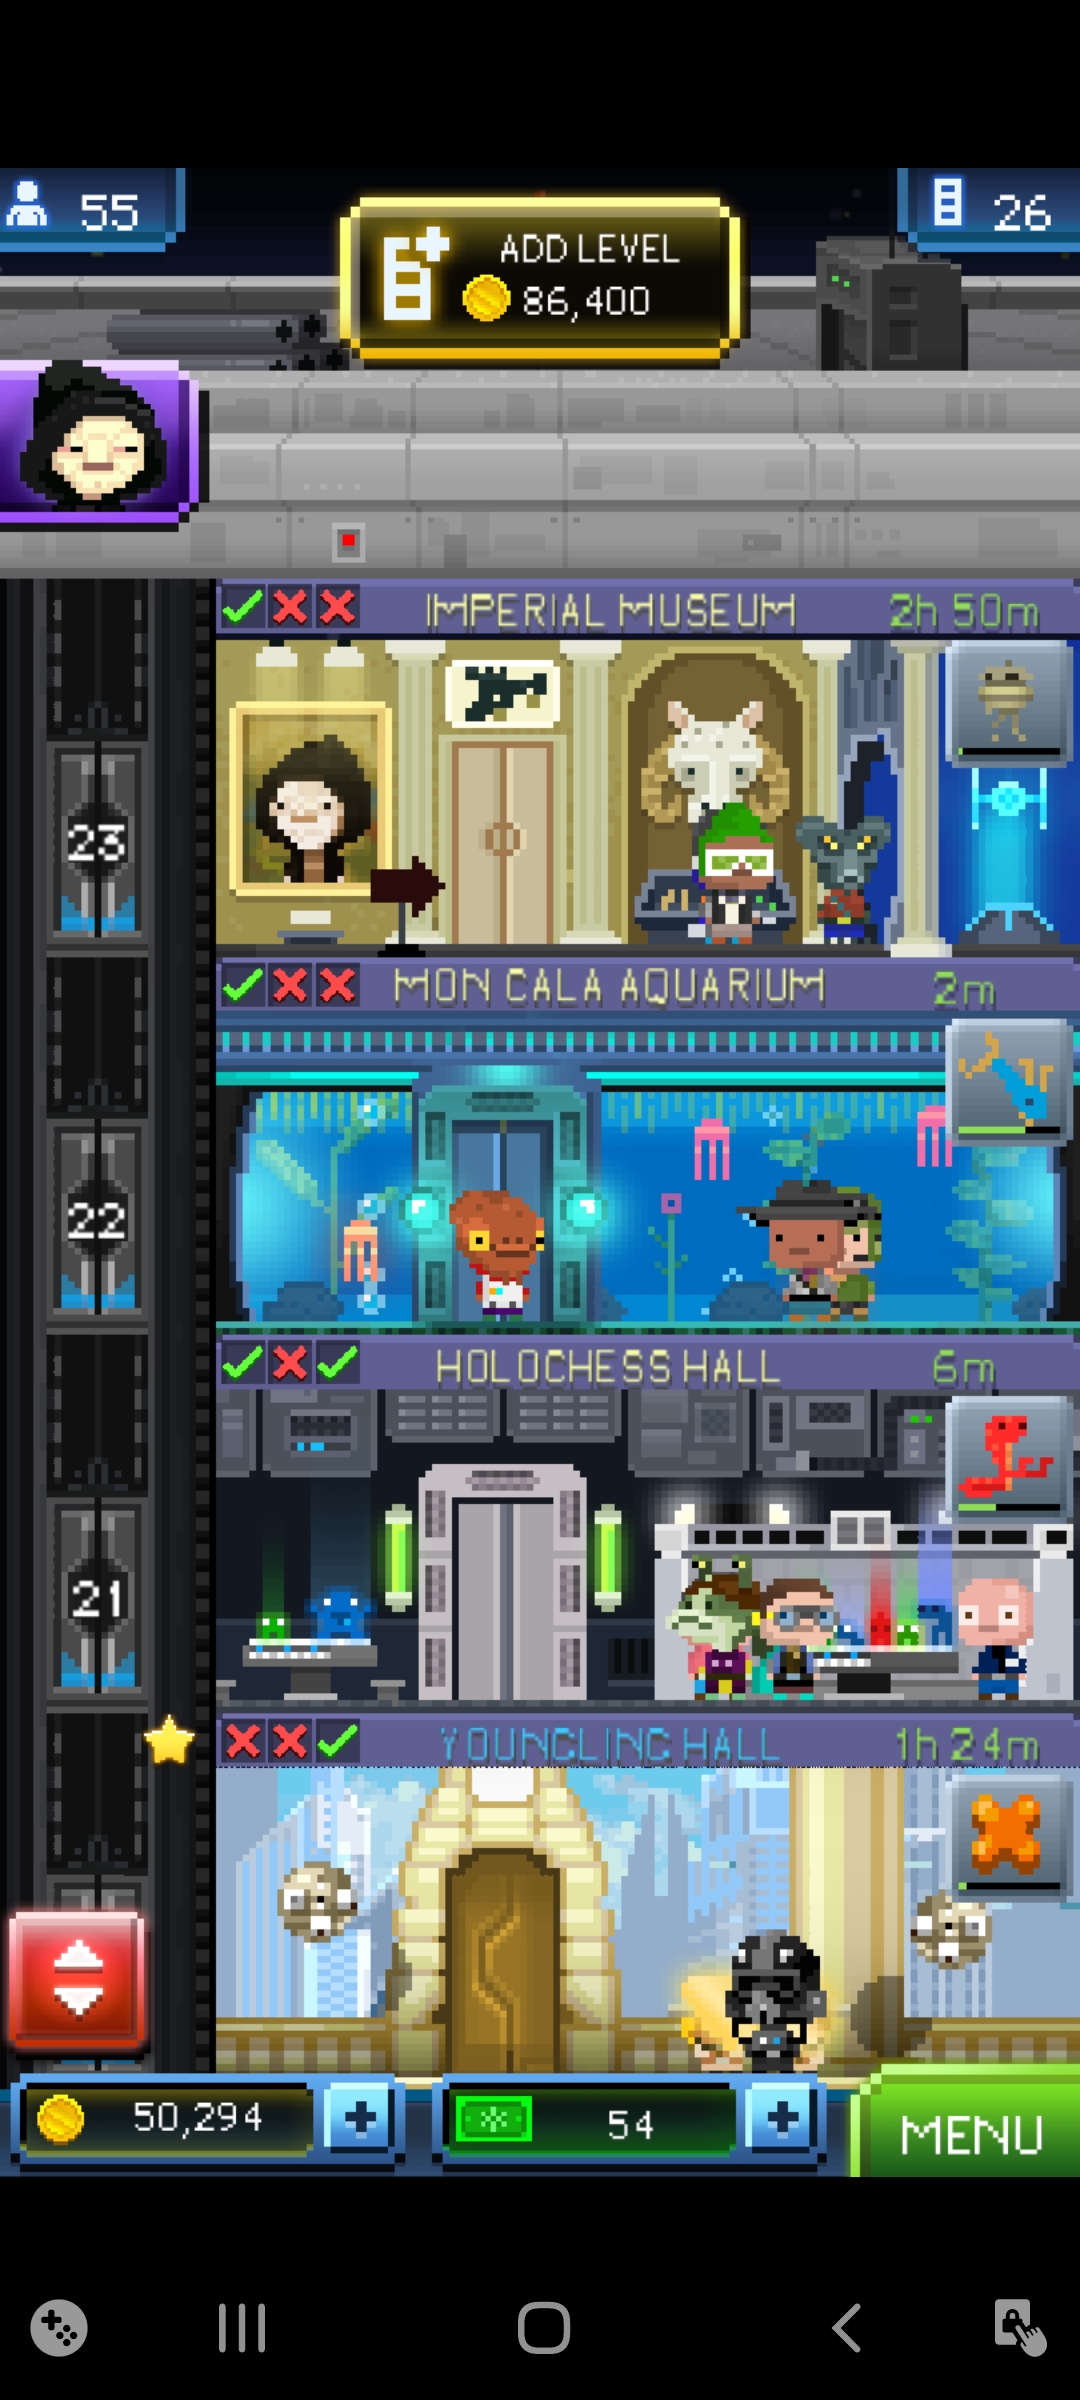 55
ADD LEVEL
86,400
26
IMPERIAL MUSEUM 2h 50m
23
MON CALA AQUARIUM 2m
22
HOLOCHESS HALL 6m
21
YOUNGLING HALL 1h 24m
50,294
54
MENU